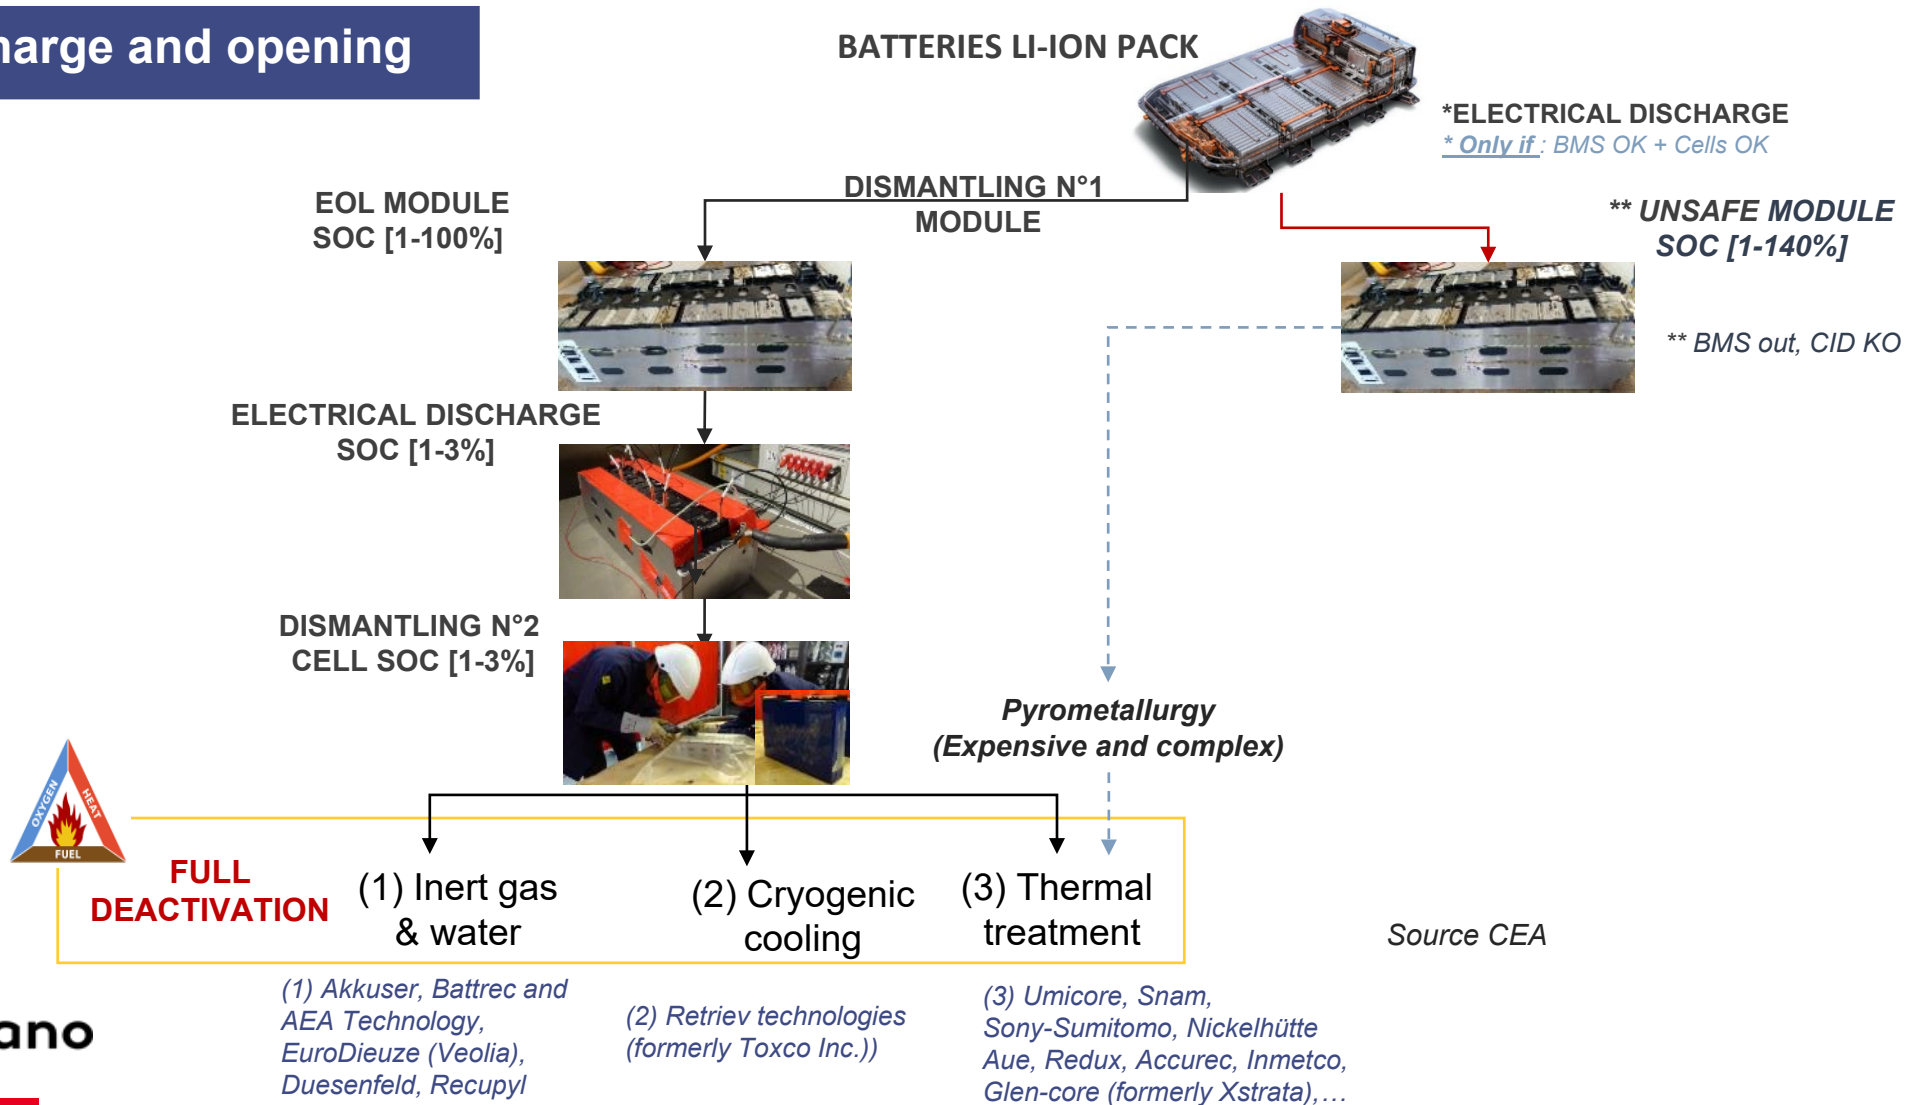 harge and opening
BATTERIES LI-ION PACK
*ELECTRICAL DISCHARGE
* Only if : BMS OK + Cells OK
DISMANTLING N°1
MODULE
EOL MODULE
SOC [1-100%]
** UNSAFE MODULE
SOC [1-140%]
** BMS out, CID KO
ELECTRICAL DISCHARGE
SOC [1-3%]
DISMANTLING N°2
CELL SOC [1-3%]
Pyrometallurgy
(Expensive and complex)
OXYGEN
HEAT
FUEL
FULL
DEACTIVATION
(1) Inert gas
& water
(2) Cryogenic
cooling
(3) Thermal
treatment
Source CEA
(1) Akkuser, Battrec and
AEA Technology,
EuroDieuze (Veolia),
Duesenfeld, Recupyl
(2) Retriev technologies
(formerly Toxco Inc.))
(3) Umicore, Snam,
Sony-Sumitomo, Nickelhütte
Aue, Redux, Accurec, Inmetco,
Glen-core (formerly Xstrata),…
ano